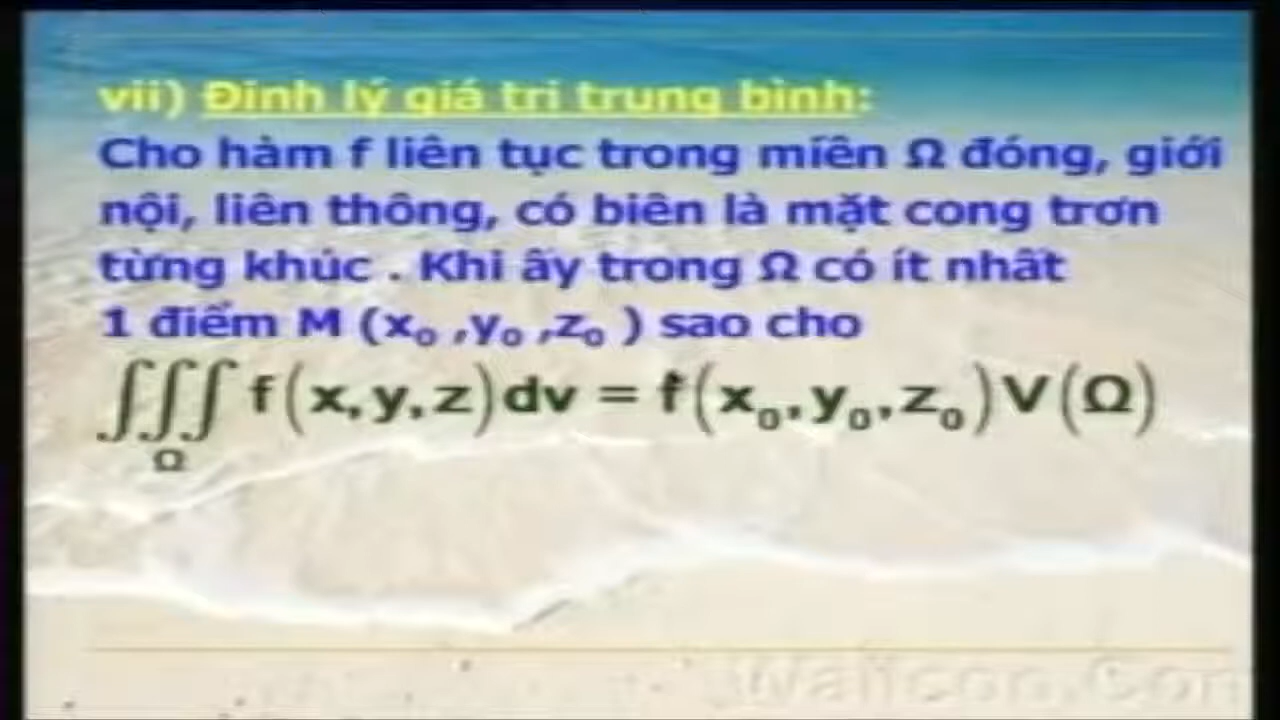 vii) Định lý giá trị trung bình:
Cho hàm f liên tục trong miền Ω đóng, giới
nội, liên thông, có biên là mặt cong trơn
từng khúc . Khi ấy trong Ω có ít nhất
1 điểm M (x₀ ,y₀ ,z₀ ) sao cho
∭ f(x,y,z)dv = f(x₀,y₀,z₀)V(Ω)
Ω